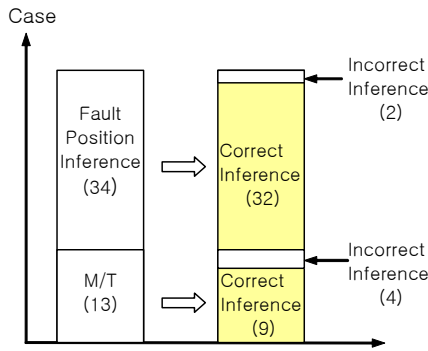 Case
Fault
Position
Inference
(34)
M/T
(13)
Correct
Inference
(32)
Correct
Inference
(9)
Incorrect
Inference
(2)
Incorrect
Inference
(4)